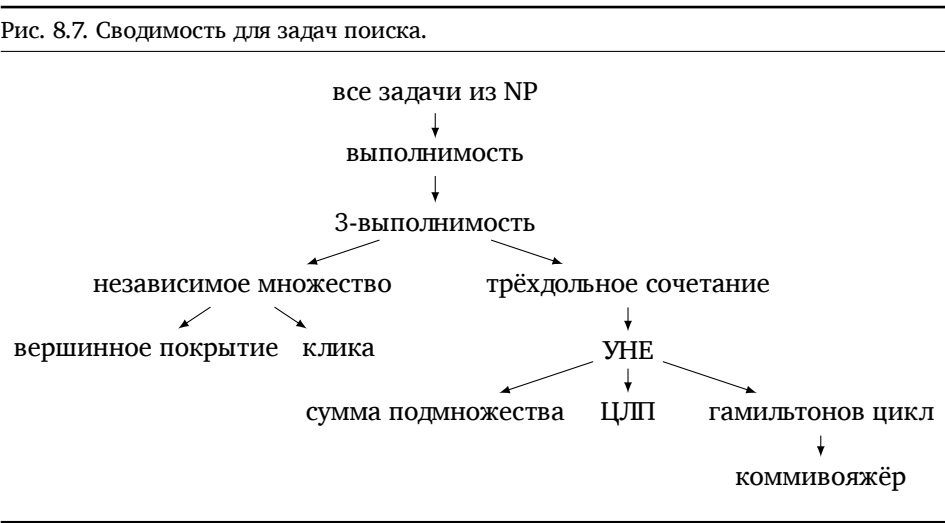 Рис. 8.7. Сводимость для задач поиска.
все задачи из NP
выполнимость
3-выполнимость
независимое множество трёхдольное сочетание
вершинное покрытие клика УНЕ
сумма подмножества ЦЛП гамильтонов цикл
коммивояжёр